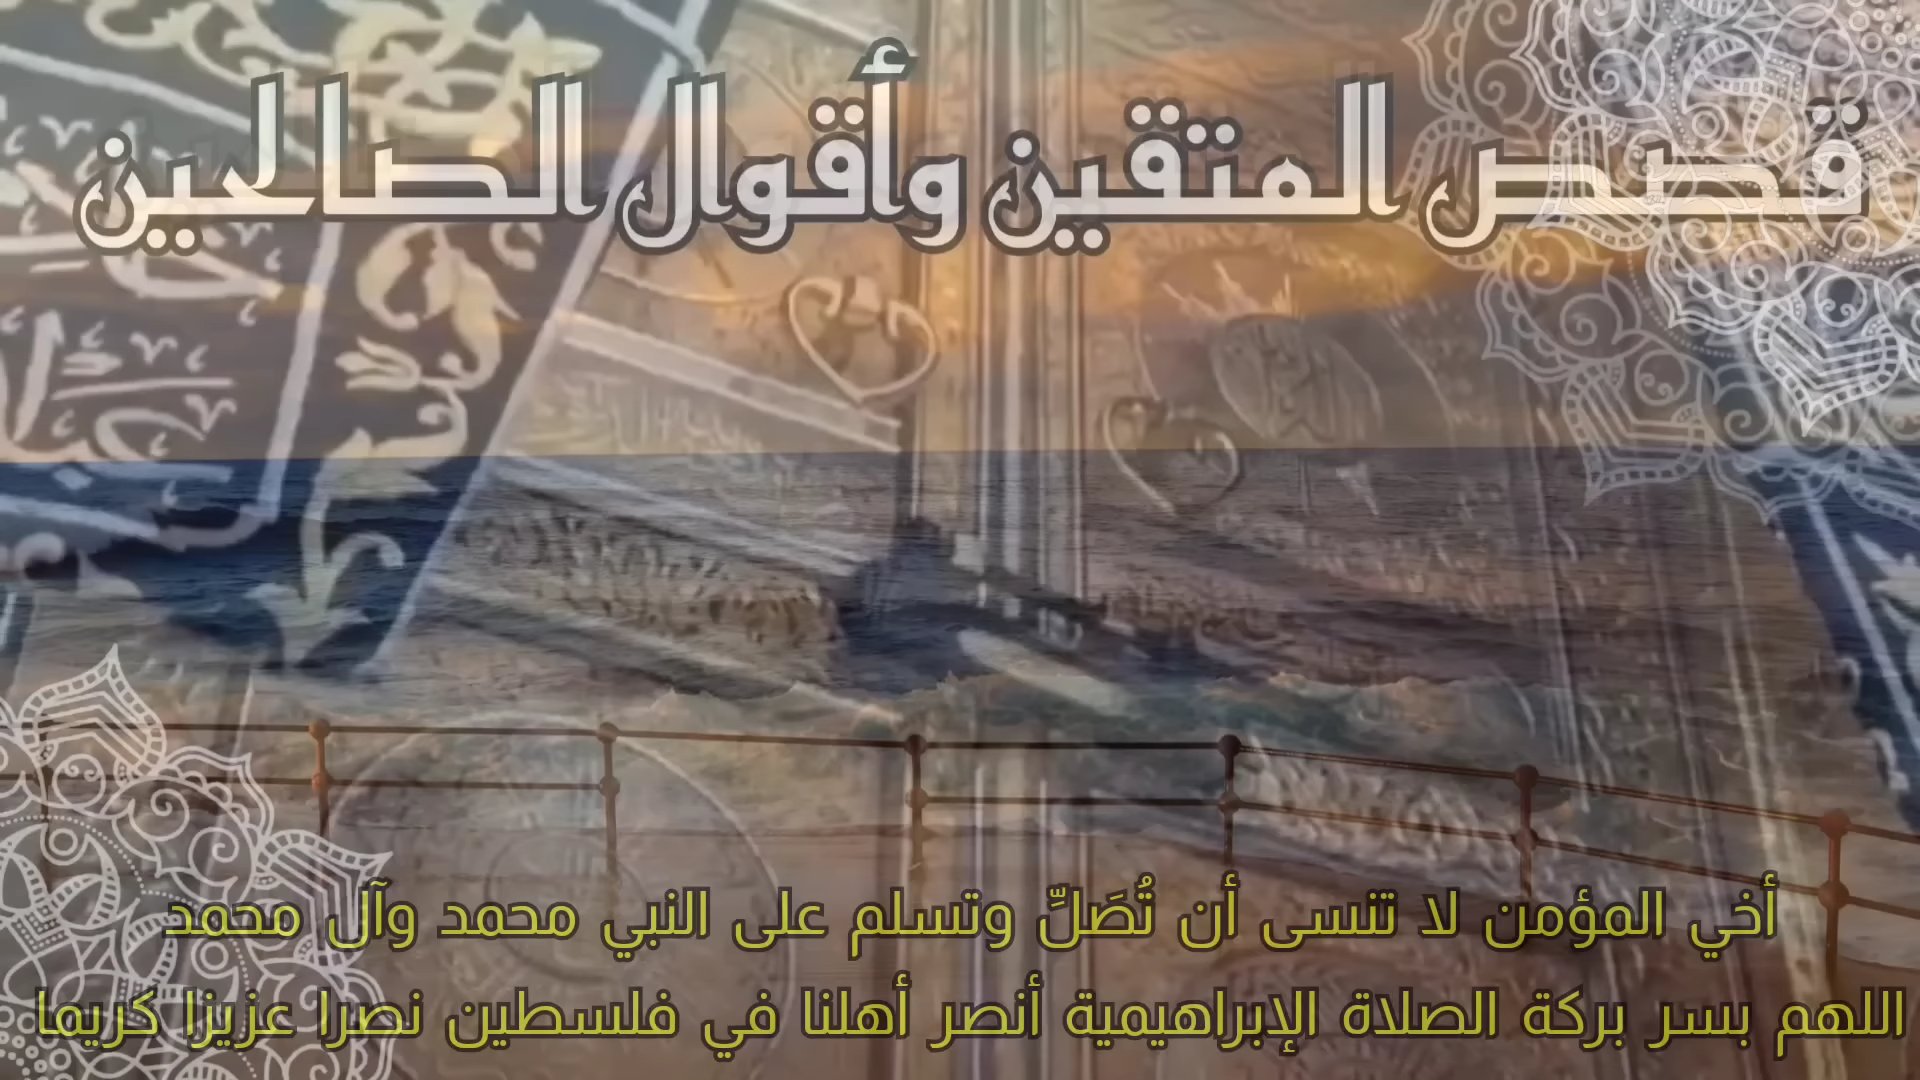 قصص المتقين وأقوال الصالحين
أخي المؤمن لا تنسى أن تُصَلِّ وتسلم على النبي محمد وآل محمد
اللهم بسر بركة الصلاة الإبراهيمية أنصر أهلنا في فلسطين نصرا عزيزا كريما